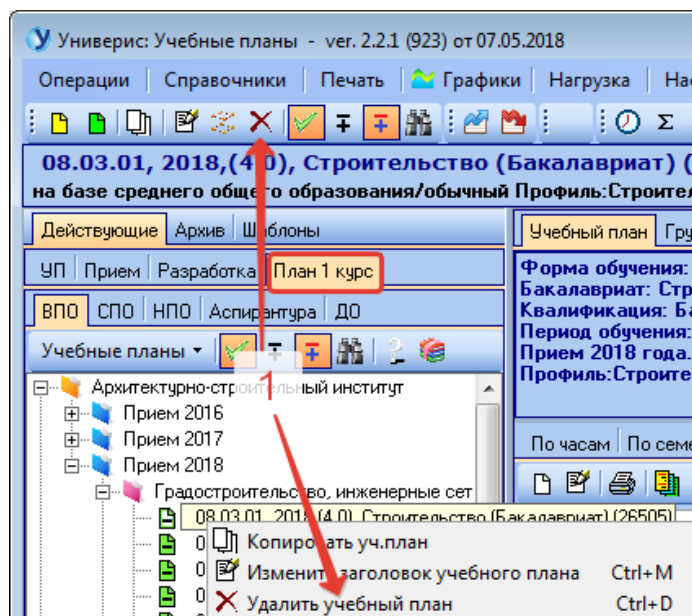 Универис: Учебные планы - ver. 2.2.1 (923) от 07.05.2018
Операции Справочники Печать Графики Нагрузка
08.03.01, 2018,(4,0), Строительство (Бакалавриат) (
на базе среднего общего образования/обычный Профиль:Строител
Действующие Архив Шаблоны
Учебный план Гру
УП Прием Разработка План 1 курс
Форма обучения:
Бакалавриат: Стр
ВПО СПО НПО Аспирантура ДО
Квалификация: Ба
Период обучения:
Учебные планы
Прием 2018 года.
Профиль:Строите
1
Архитектурно-строительный институт
Прием 2016
Прием 2017
По часам По семе
Прием 2018
Градостроительство, инженерные сет
08.03.01, 2018,(4,0), Строительство (Бакалавриат) (26505)
Копировать уч.план
Изменить заголовок учебного плана Ctrl+M
Удалить учебный план Ctrl+D